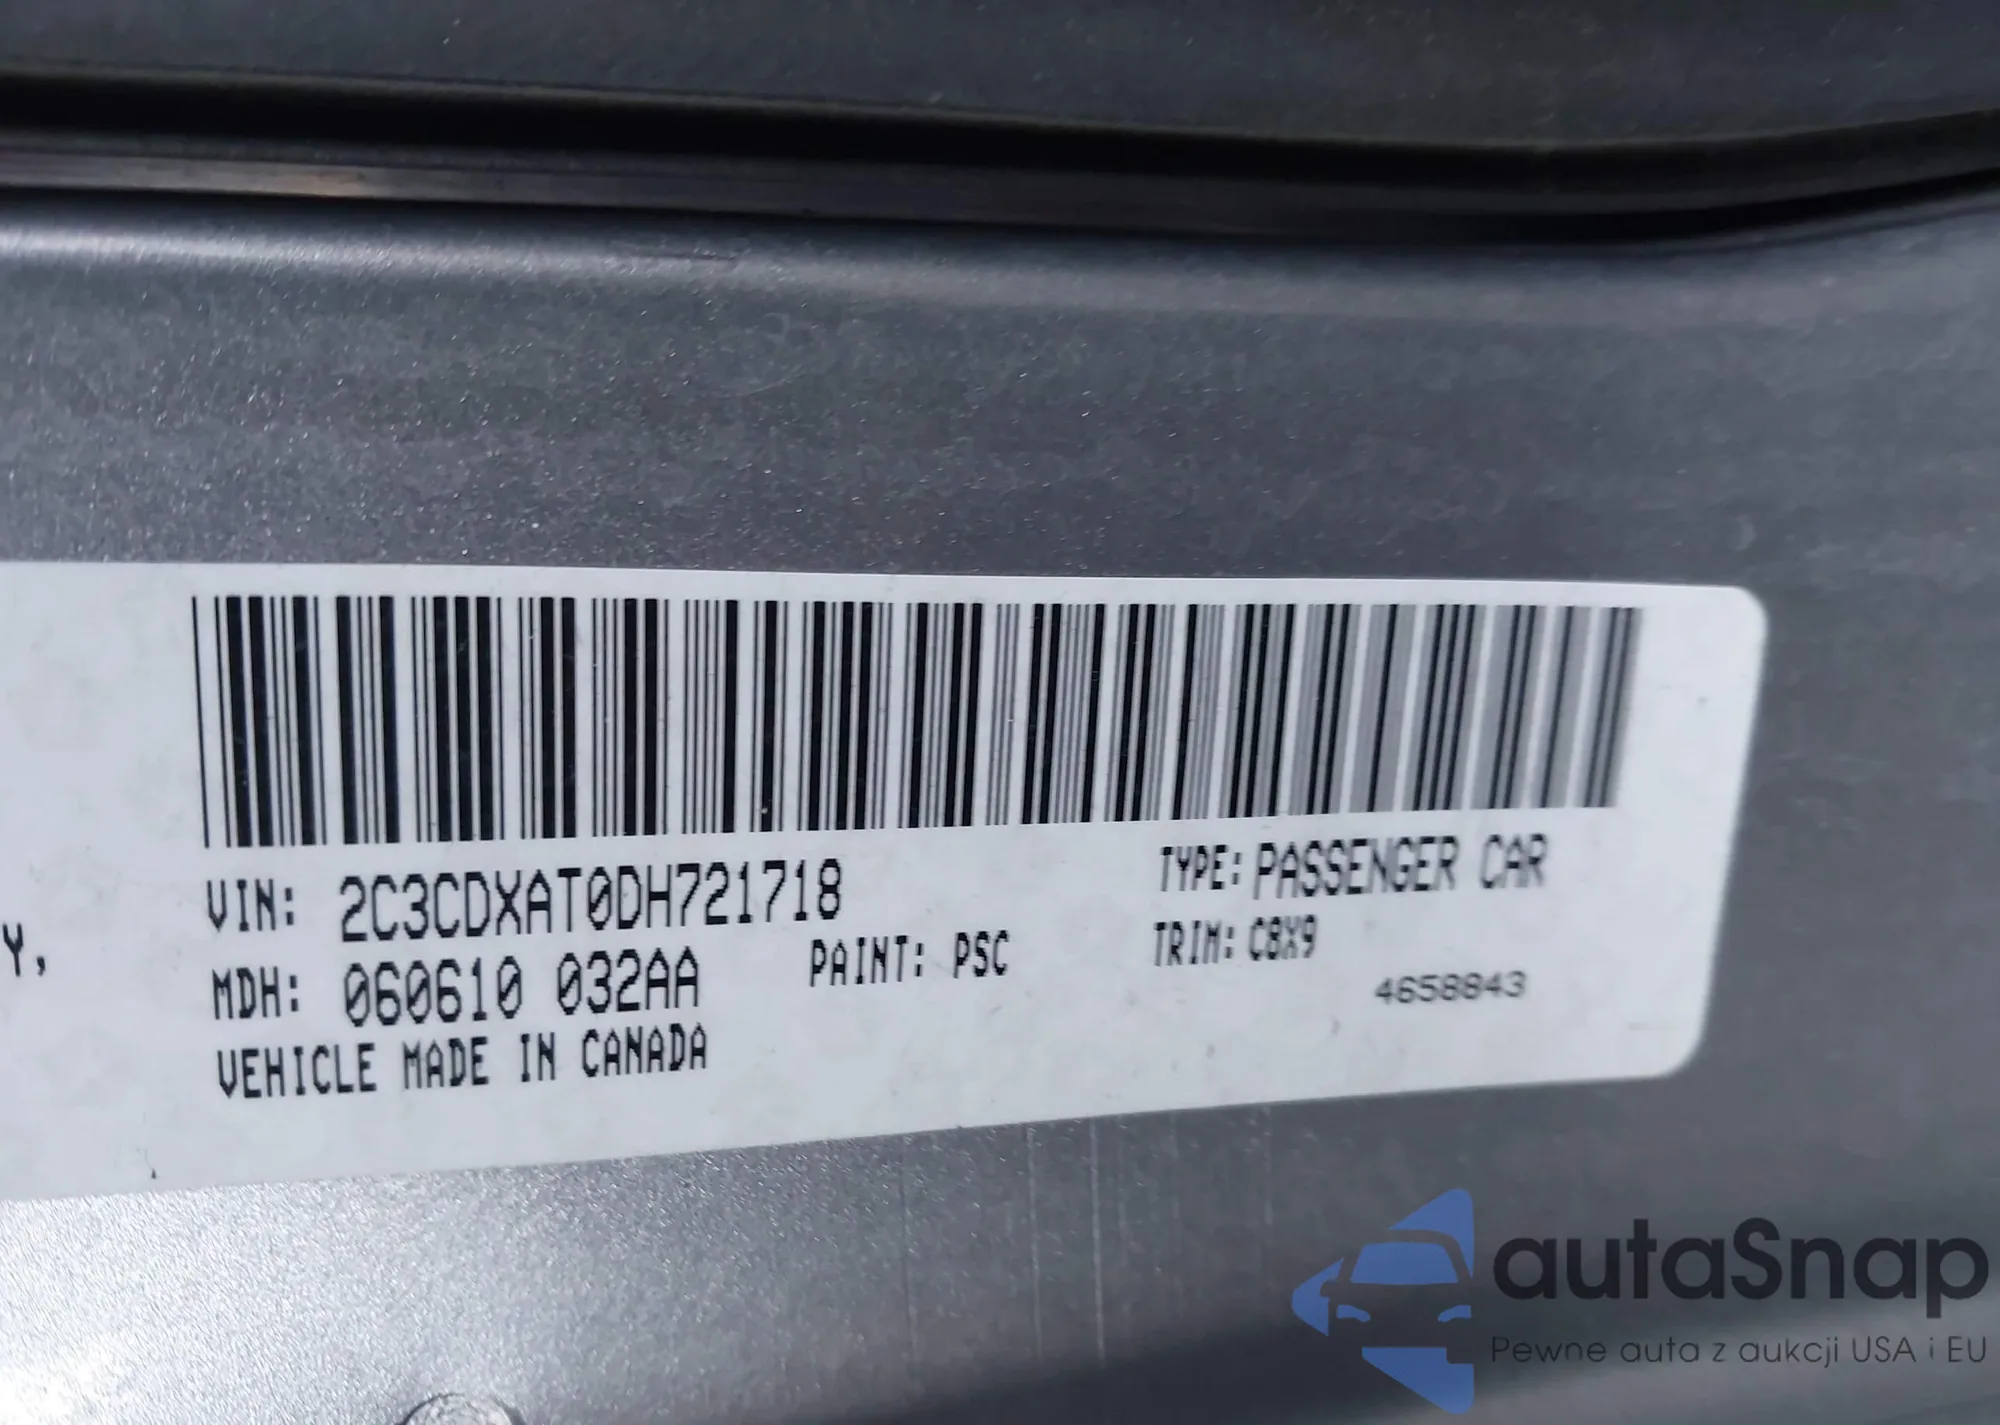 Y,
VIN: 2C3CDXAT0DH721718
TYPE: PASSENGER CAR
MDH: 060610 032AA
PAINT: PSC
TRIM: C8X9
4658843
VEHICLE MADE IN CANADA
autaSnap
Pewne auta z aukcji USA i EU